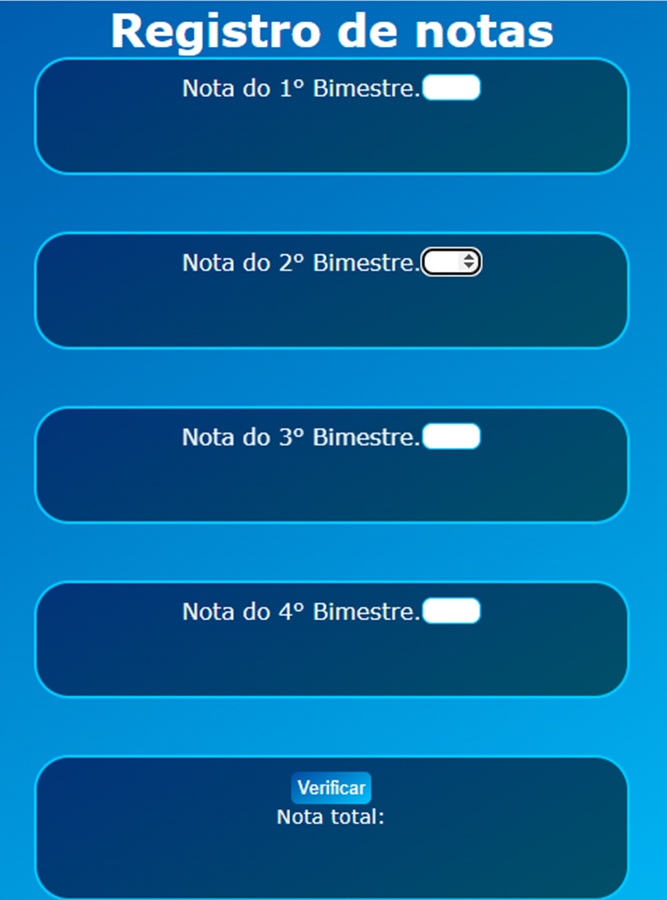 Registro de notas
Nota do 1° Bimestre.
Nota do 2° Bimestre.
Nota do 3° Bimestre.
Nota do 4° Bimestre.
Verificar
Nota total: